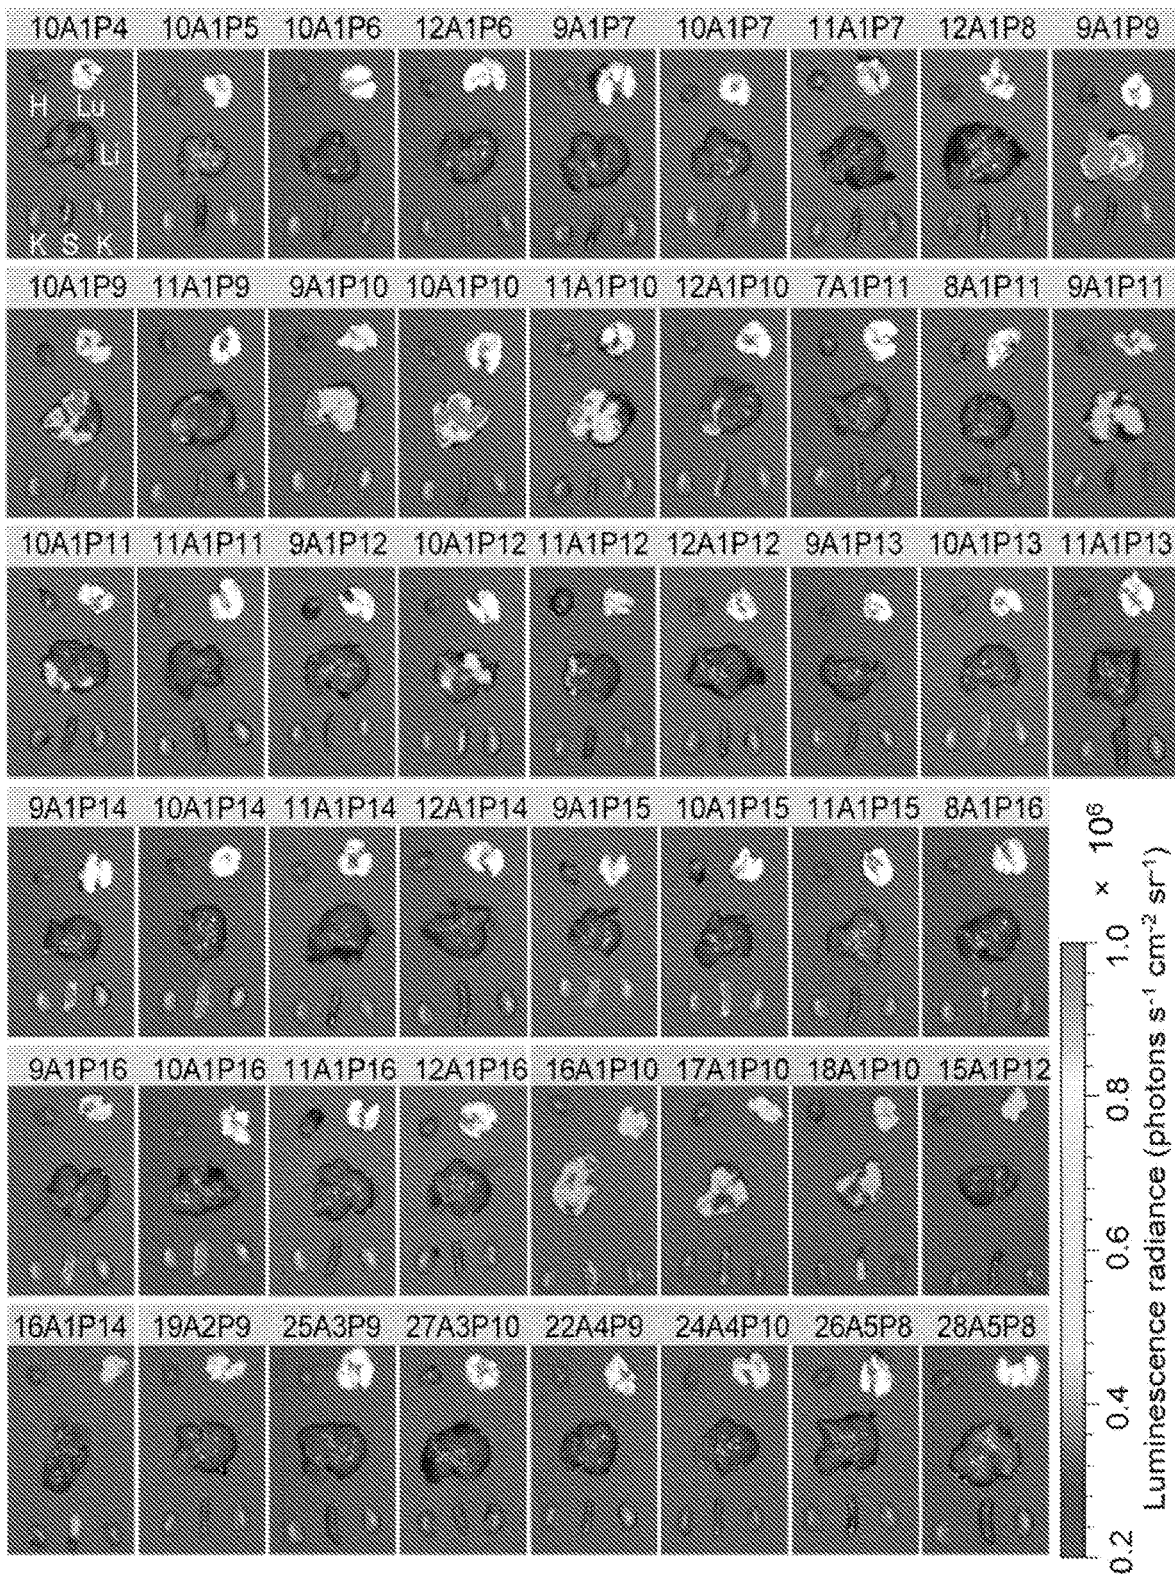 10A1P4 10A1P5 10A1P6 12A1P6 9A1P7 10A1P7 11A1P7 12A1P8 9A1P9
H Lu
Li
K S K
10A1P9 11A1P9 9A1P10 10A1P10 11A1P10 12A1P10 7A1P11 8A1P11 9A1P11
10A1P11 11A1P11 9A1P12 10A1P12 11A1P12 12A1P12 9A1P13 10A1P13 11A1P13
9A1P14 10A1P14 11A1P14 12A1P14 9A1P15 10A1P15 11A1P15 8A1P16
9A1P16 10A1P16 11A1P16 12A1P16 16A1P10 17A1P10 18A1P10 15A1P12
16A1P14 19A2P9 25A3P9 27A3P10 22A4P9 24A4P10 26A5P8 28A5P8
0.2 0.4 0.6 0.8 1.0 × 10⁶
Luminescence radiance (photons s⁻¹ cm⁻² sr⁻¹)